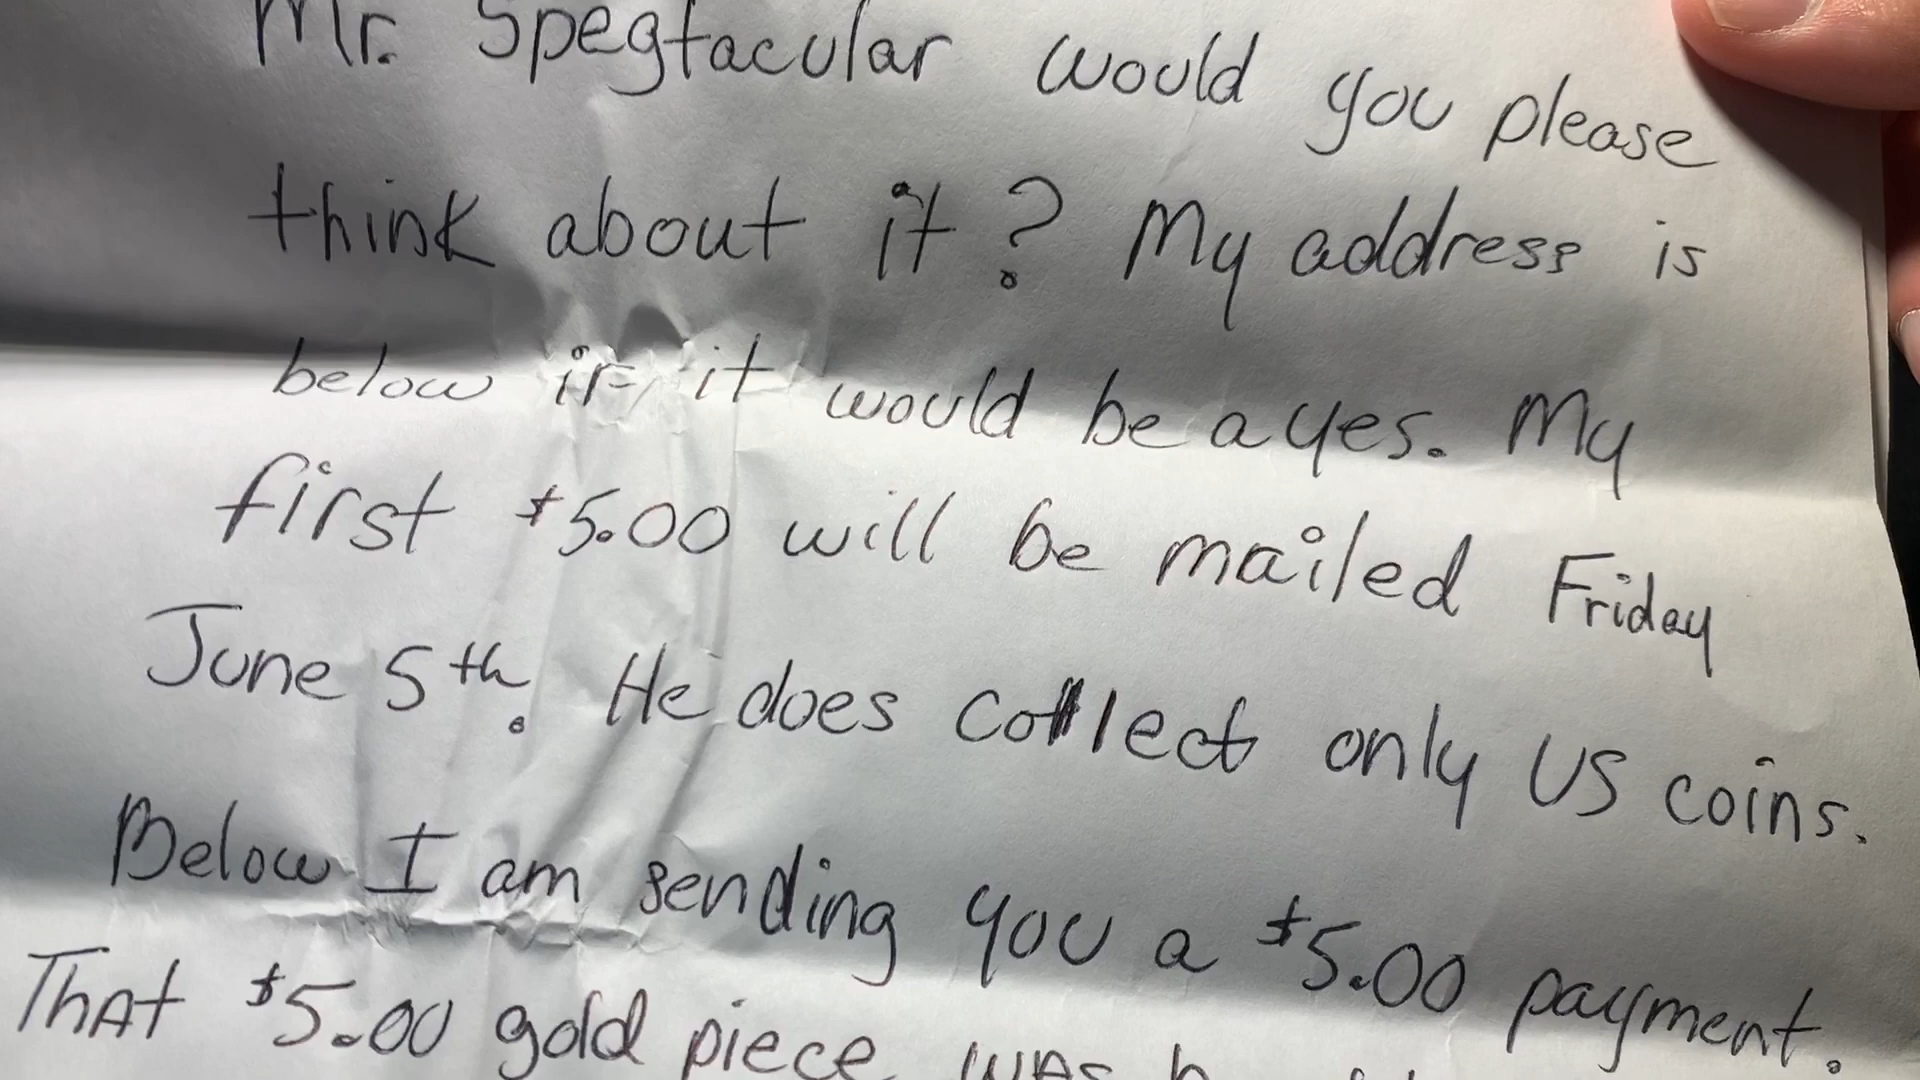 Mr. Spegtacular would you please
think about it? My address is
below if it would be a yes. My
first $5.00 will be mailed Friday
June 5th. He does collect only US coins.
Below I am sending you a $5.00 payment.
That $5.00 gold piece was